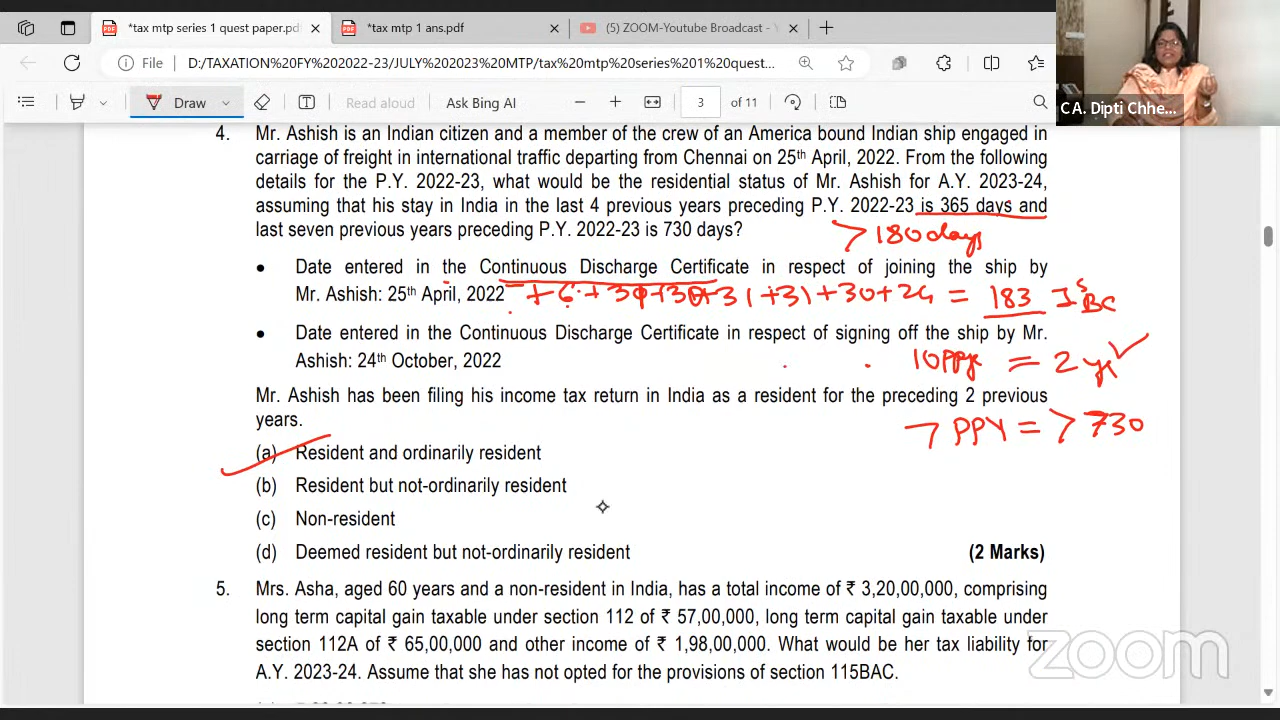 *tax mtp series 1 quest paper.pd
*tax mtp 1 ans.pdf
(5) ZOOM-Youtube Broadcast - Y
File
D:/TAXATION%20FY%202022-23/JULY%202023%20MTP/tax%20mtp%20series%201%20quest...
Draw
Read aloud
Ask Bing AI
3
of 11
C A. Dipti Chhe...
4. Mr. Ashish is an Indian citizen and a member of the crew of an America bound Indian ship engaged in
carriage of freight in international traffic departing from Chennai on 25th April, 2022. From the following
details for the P.Y. 2022-23, what would be the residential status of Mr. Ashish for A.Y. 2023-24,
assuming that his stay in India in the last 4 previous years preceding P.Y. 2022-23 is 365 days and
last seven previous years preceding P.Y. 2022-23 is 730 days?
> 180 days
• Date entered in the Continuous Discharge Certificate in respect of joining the ship by
Mr. Ashish: 25th April, 2022
+ 31 + 31 + 30 + 24 = 183
• Date entered in the Continuous Discharge Certificate in respect of signing off the ship by Mr.
Ashish: 24th October, 2022
10 PPY = 2 yr
Mr. Ashish has been filing his income tax return in India as a resident for the preceding 2 previous
years.
7 PPY = > 730
(a) Resident and ordinarily resident
(b) Resident but not-ordinarily resident
(c) Non-resident
(d) Deemed resident but not-ordinarily resident (2 Marks)
5. Mrs. Asha, aged 60 years and a non-resident in India, has a total income of ₹ 3,20,00,000, comprising
long term capital gain taxable under section 112 of ₹ 57,00,000, long term capital gain taxable under
section 112A of ₹ 65,00,000 and other income of ₹ 1,98,00,000. What would be her tax liability for
A.Y. 2023-24. Assume that she has not opted for the provisions of section 115BAC.
zoom